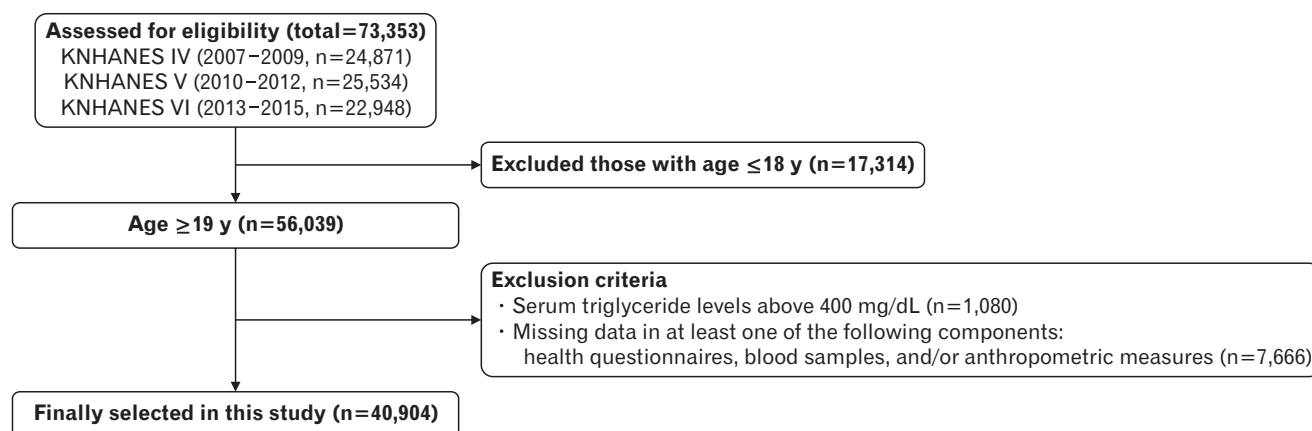 Assessed for eligibility (total=73,353)
KNHANES IV (2007–2009, n=24,871)
KNHANES V (2010–2012, n=25,534)
KNHANES VI (2013–2015, n=22,948)
Excluded those with age ≤18 y (n=17,314)
Age ≥19 y (n=56,039)
Exclusion criteria
· Serum triglyceride levels above 400 mg/dL (n=1,080)
· Missing data in at least one of the following components:
health questionnaires, blood samples, and/or anthropometric measures (n=7,666)
Finally selected in this study (n=40,904)